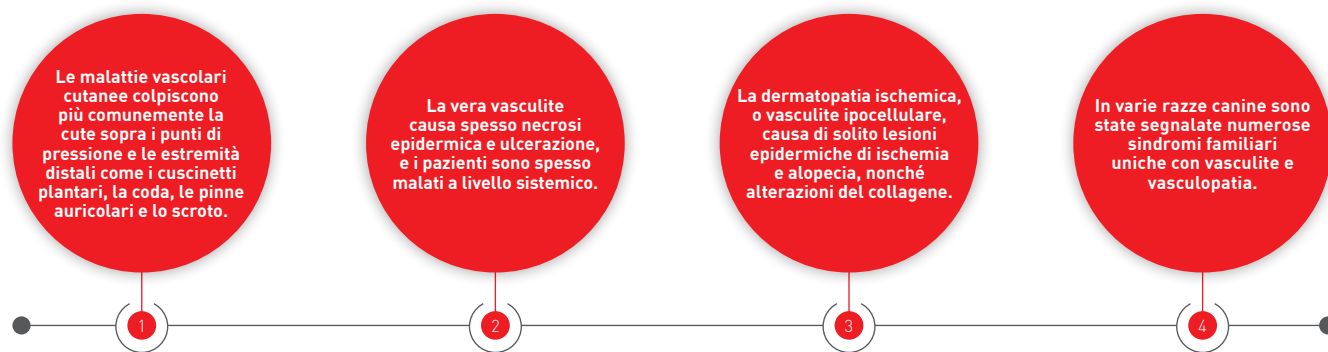 Le malattie vascolari
cutanee colpiscono
più comunemente la
cute sopra i punti di
pressione e le estremità
distali come i cuscinetti
plantari, la coda, le pinne
auricolari e lo scroto.
La vera vasculite
causa spesso necrosi
epidermica e ulcerazione,
e i pazienti sono spesso
malati a livello sistemico.
La dermatopatia ischemica,
o vasculite ipocellulare,
causa di solito lesioni
epidermiche di ischemia
e alopecia, nonché
alterazioni del collagene.
In varie razze canine sono
state segnalate numerose
sindromi familiari
uniche con vasculite e
vasculopatia.
1
2
3
4